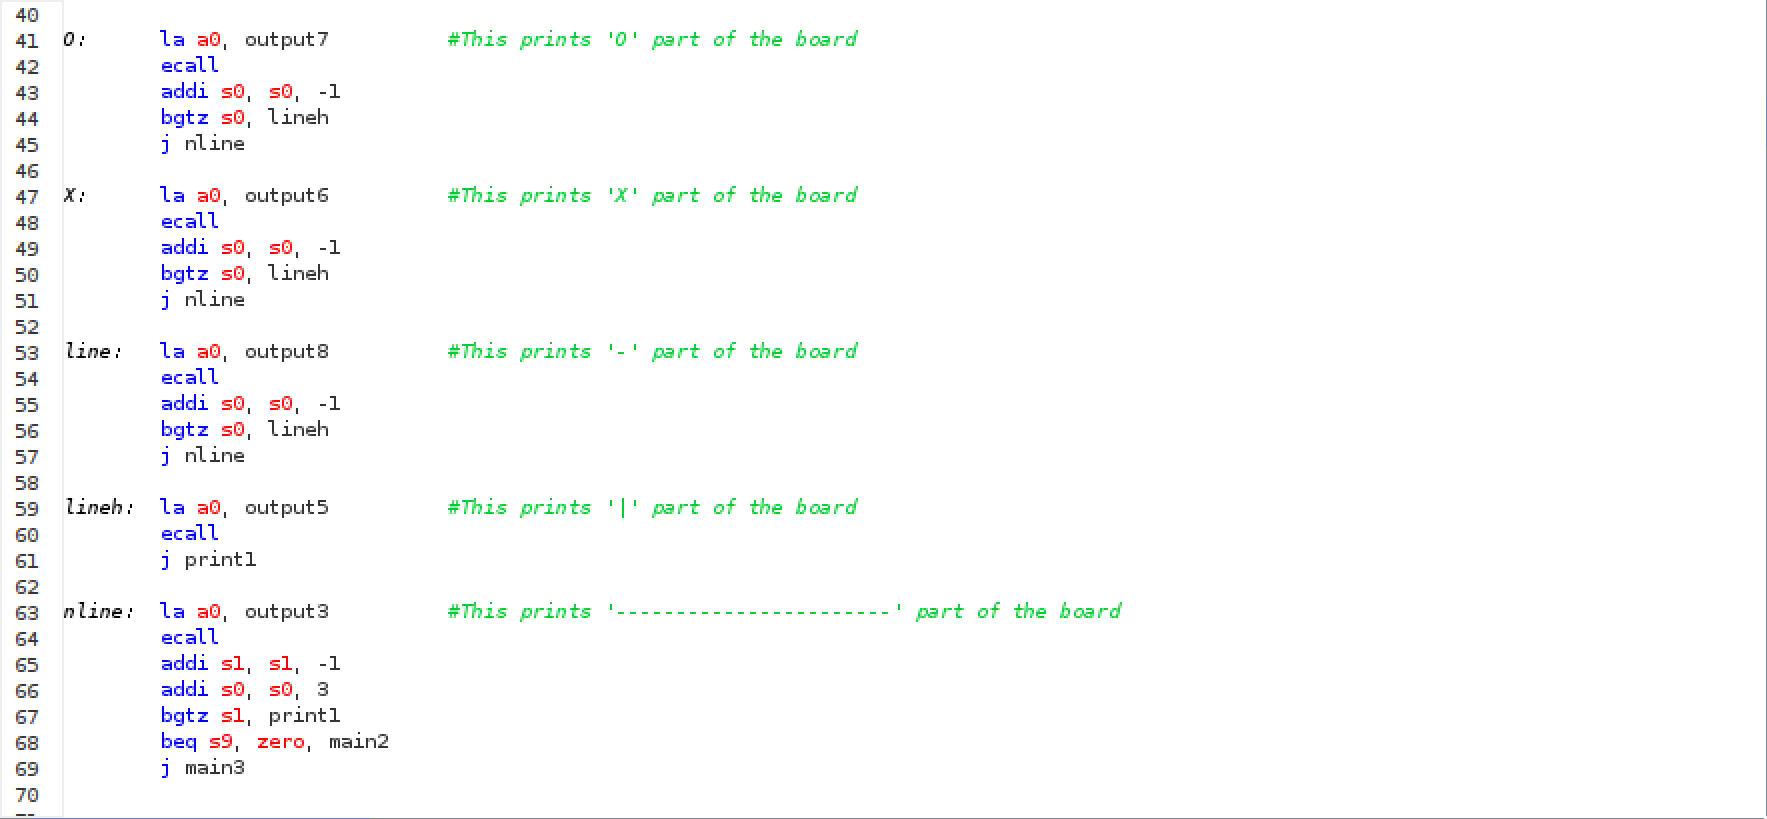 40
41 O: la a0, output7 #This prints 'O' part of the board
42 ecall
43 addi s0, s0, -1
44 bgtz s0, lineh
45 j nline
46
47 X: la a0, output6 #This prints 'X' part of the board
48 ecall
49 addi s0, s0, -1
50 bgtz s0, lineh
51 j nline
52
53 line: la a0, output8 #This prints '-' part of the board
54 ecall
55 addi s0, s0, -1
56 bgtz s0, lineh
57 j nline
58
59 lineh: la a0, output5 #This prints '|' part of the board
60 ecall
61 j print1
62
63 nline: la a0, output3 #This prints '-----------------------' part of the board
64 ecall
65 addi s1, s1, -1
66 addi s0, s0, 3
67 bgtz s1, print1
68 beq s9, zero, main2
69 j main3
70